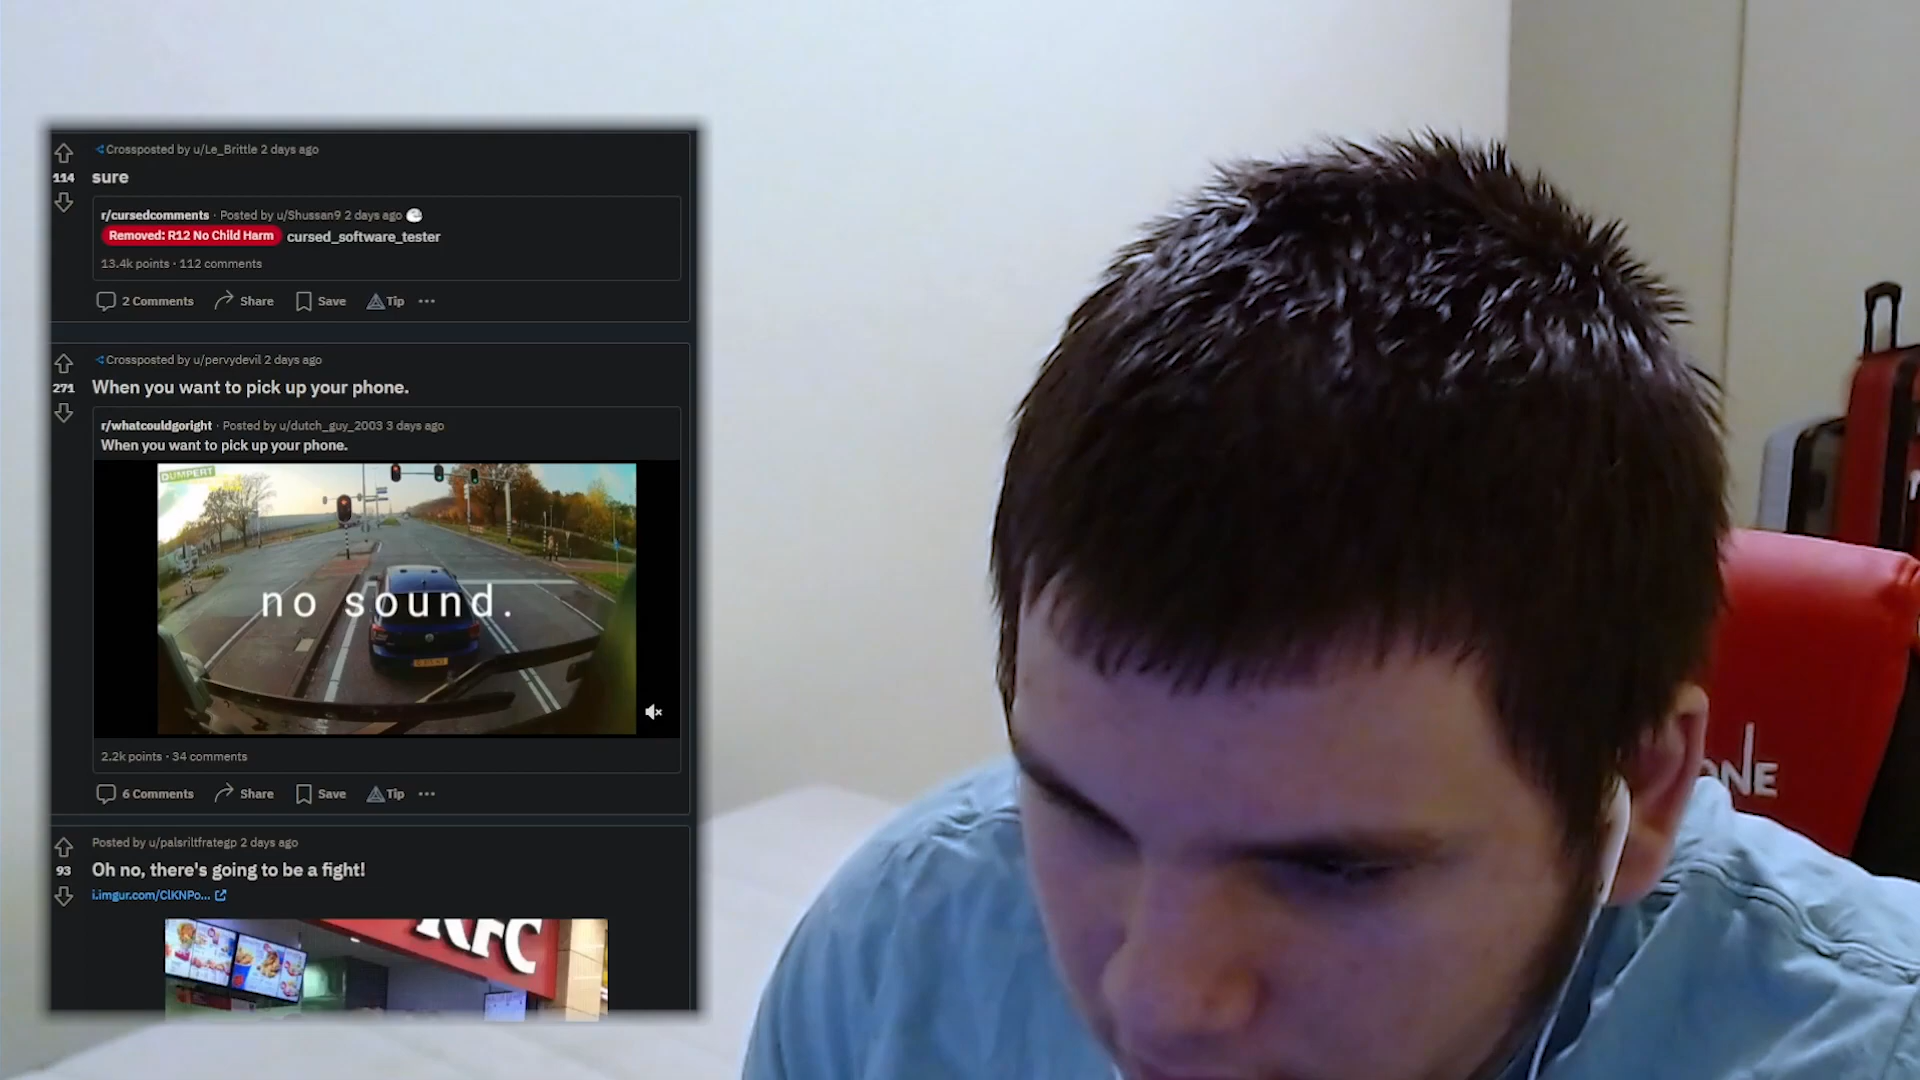 Crossposted by u/Le_Brittle 2 days ago
114
sure
r/cursedcomments · Posted by u/Shussan9 2 days ago
Removed: R12 No Child Harm cursed_software_tester
13.4k points · 112 comments
2 Comments Share Save Tip ···
Crossposted by u/pervydevil 2 days ago
271
When you want to pick up your phone.
r/whatcouldgoright · Posted by u/dutch_guy_2003 3 days ago
When you want to pick up your phone.
DUMPERT
no sound.
2.2k points · 34 comments
6 Comments Share Save Tip ···
Posted by u/palsriltfrategp 2 days ago
93
Oh no, there's going to be a fight!
i.imgur.com/ClKNPo...
KFC